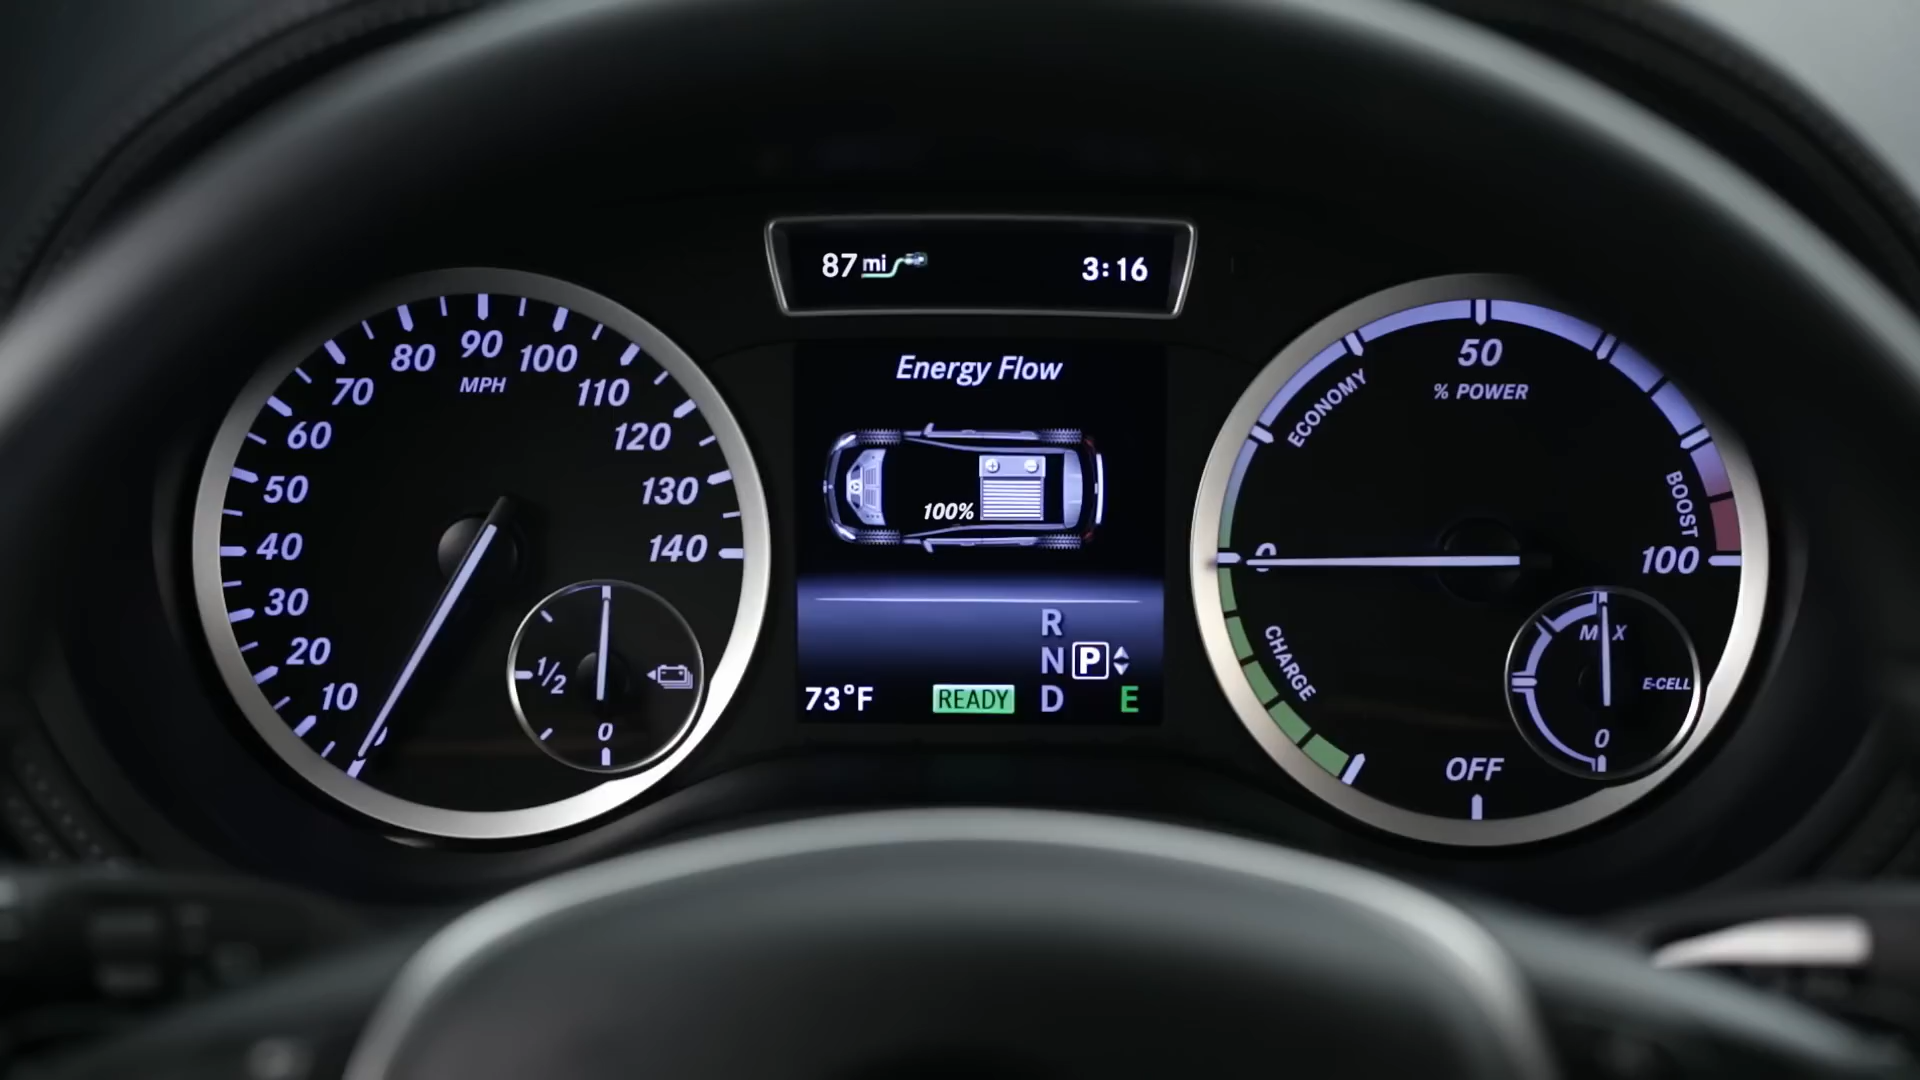 87 mi
3:16
Energy Flow
100%
R
N P
D
73°F
READY
E
0
10
20
30
40
50
60
70
80
90
100
110
120
130
140
MPH
1/2
0
50
% POWER
ECONOMY
BOOST
100
0
CHARGE
OFF
MAX
E-CELL
0